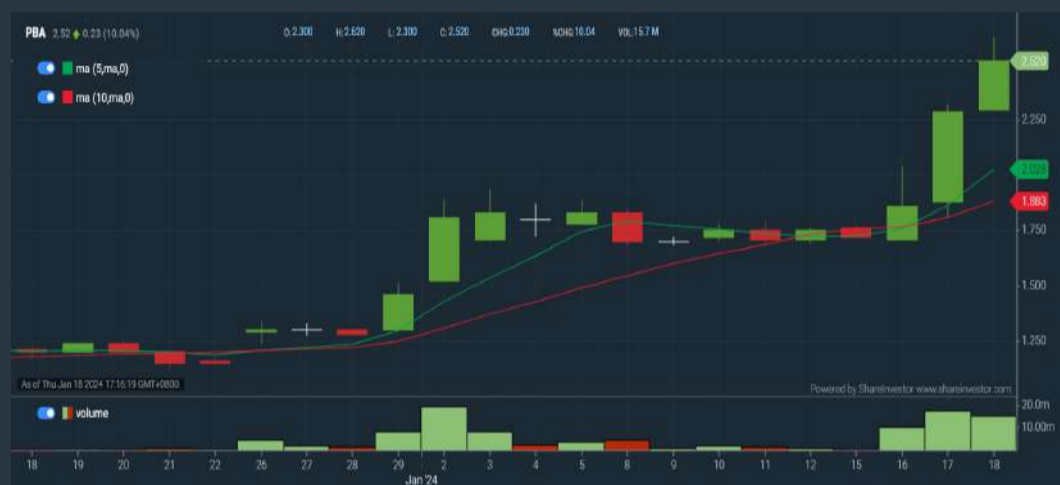 PBA 2.52 0.23 (10.04%) O:2.300 H:2.620 L:2.300 C:2.520 CHG:0.230 %CHG:10.04 VOL:15.7 M
ma (5,ma,0)
ma (10,ma,0)
2.520
2.250
2.028
1.883
1.750
1.500
1.250
As of Thu Jan 18 2024 17:16:19 GMT+0800
Powered by ShareInvestor www.shareinvestor.com
volume
20.0m
10.00m
18 19 20 21 22 26 27 28 29 2 3 4 5 8 9 10 11 12 15 16 17 18
Jan '24